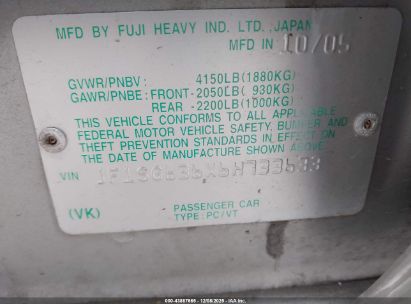 MFD BY FUJI HEAVY IND. LTD., JAPAN
MFD IN 10/05
GVWR/PNBV : 4150LB(1880KG)
GAWR/PNBE : FRONT-2050LB( 930KG)
REAR -2200LB(1000KG)
THIS VEHICLE CONFORMS TO ALL APPLICABLE
FEDERAL MOTOR VEHICLE SAFETY, BUMPER AND
THEFT PREVENTION STANDARDS IN EFFECT ON
THE DATE OF MANUFACTURE SHOWN ABOVE.
VIN
(VK)
PASSENGER CAR
TYPE : PC/VT